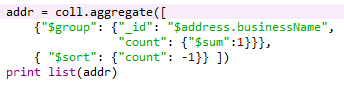 addr = coll.aggregate([
{"$group": {"_id": "$address.businessName",
"count": {"$sum":1}}},
{ "$sort": {"count": -1}} ])
print list(addr)